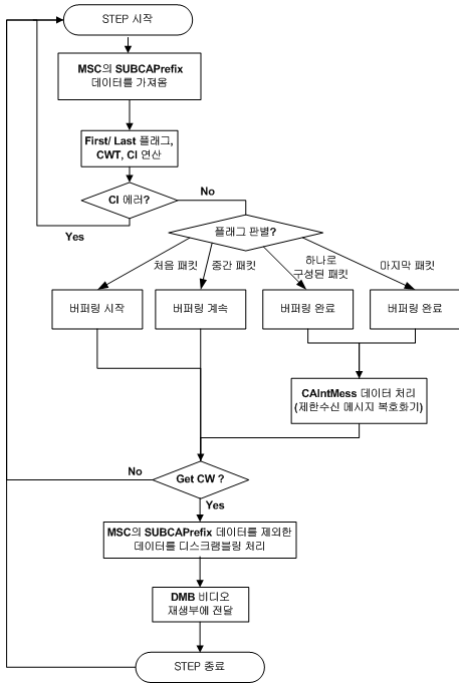 STEP 시작
MSC의 SUBCAPrefix
데이터를 가져옴
First/ Last 플래그,
CWT, CI 연산
CI 에러?
No
Yes
플래그 판별?
처음 패킷
중간 패킷
하나로
구성된 패킷
마지막 패킷
버퍼링 시작
버퍼링 계속
버퍼링 완료
버퍼링 완료
CAIntMess 데이터 처리
(제한수신 메시지 복호화기)
No
Get CW ?
Yes
MSC의 SUBCAPrefix 데이터를 제외한
데이터를 디스크램블링 처리
DMB 비디오
재생부에 전달
STEP 종료